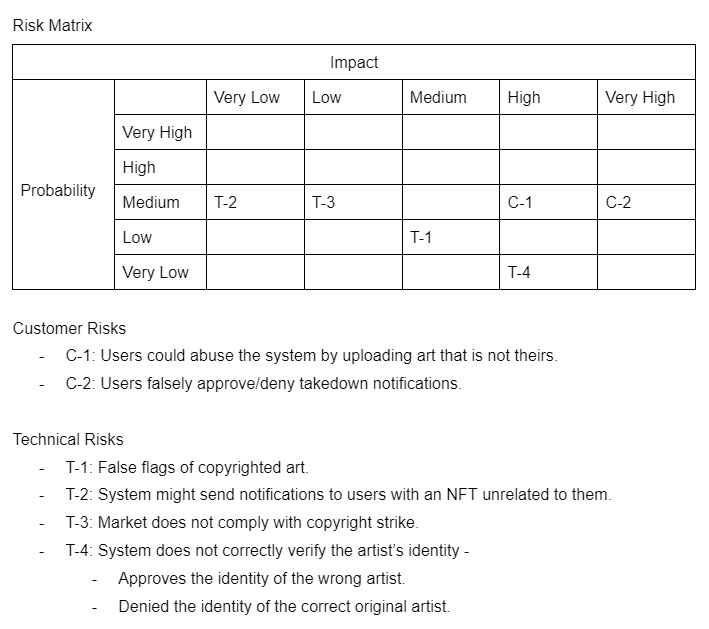 Risk Matrix
Impact
Very Low Low Medium High Very High
Very High
High
Probability
Medium T-2 T-3 C-1 C-2
Low T-1
Very Low T-4
Customer Risks
- C-1: Users could abuse the system by uploading art that is not theirs.
- C-2: Users falsely approve/deny takedown notifications.
Technical Risks
- T-1: False flags of copyrighted art.
- T-2: System might send notifications to users with an NFT unrelated to them.
- T-3: Market does not comply with copyright strike.
- T-4: System does not correctly verify the artist's identity -
- Approves the identity of the wrong artist.
- Denied the identity of the correct original artist.